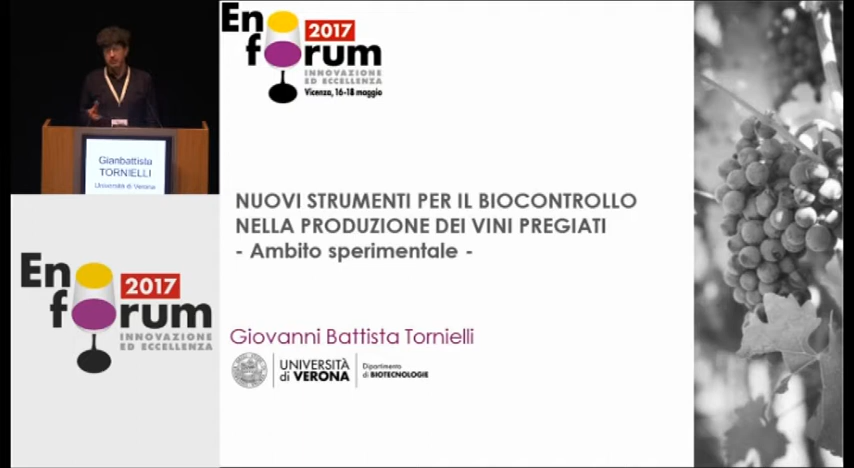 En
2017
forum
INNOVAZIONE
ED ECCELLENZA
Vicenza, 16-18 maggio
Gianbattista
TORNIELLI
Università di Verona
NUOVI STRUMENTI PER IL BIOCONTROLLO
NELLA PRODUZIONE DEI VINI PREGIATI
- Ambito sperimentale -
En
2017
forum
INNOVAZIONE
ED ECCELLENZA
Giovanni Battista Tornielli
UNIVERSITÀ
di VERONA
Dipartimento
di BIOTECNOLOGIE